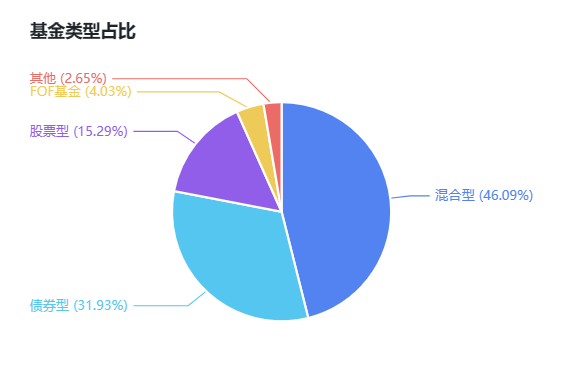 基金类型占比
其他 (2.65%)
FOF基金 (4.03%)
股票型 (15.29%)
混合型 (46.09%)
债券型 (31.93%)